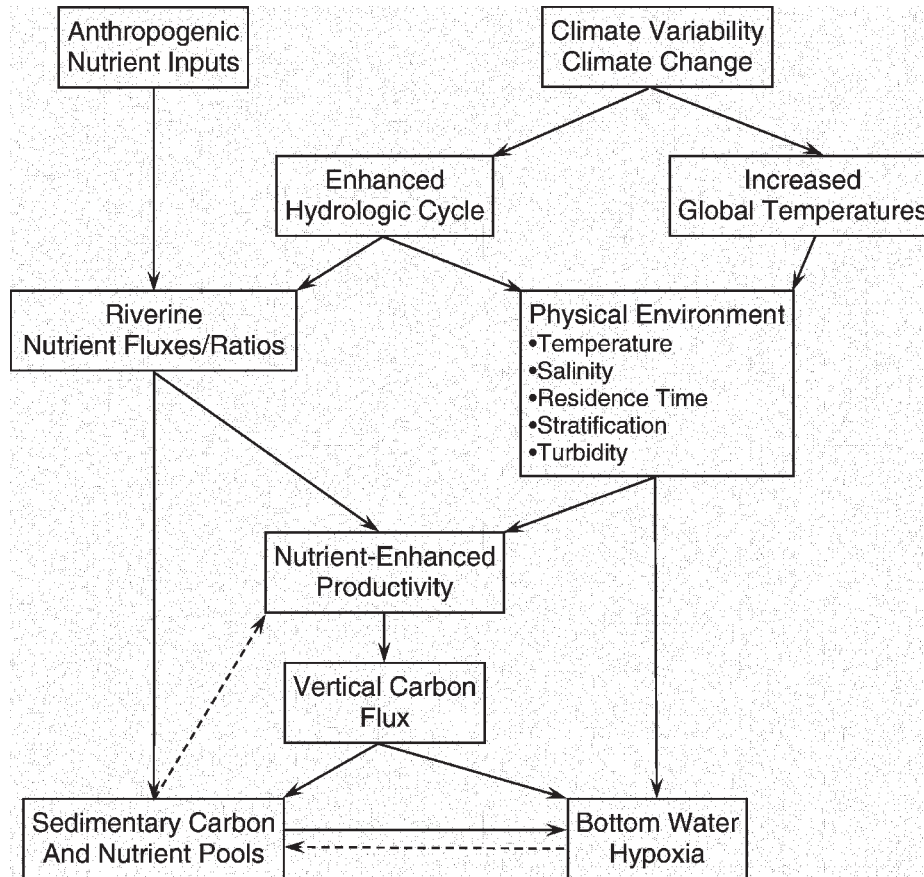 Anthropogenic
Nutrient Inputs
Climate Variability
Climate Change
Enhanced
Hydrologic Cycle
Increased
Global Temperatures
Riverine
Nutrient Fluxes/Ratios
Physical Environment
•Temperature
•Salinity
•Residence Time
•Stratification
•Turbidity
Nutrient-Enhanced
Productivity
Vertical Carbon
Flux
Sedimentary Carbon
And Nutrient Pools
Bottom Water
Hypoxia